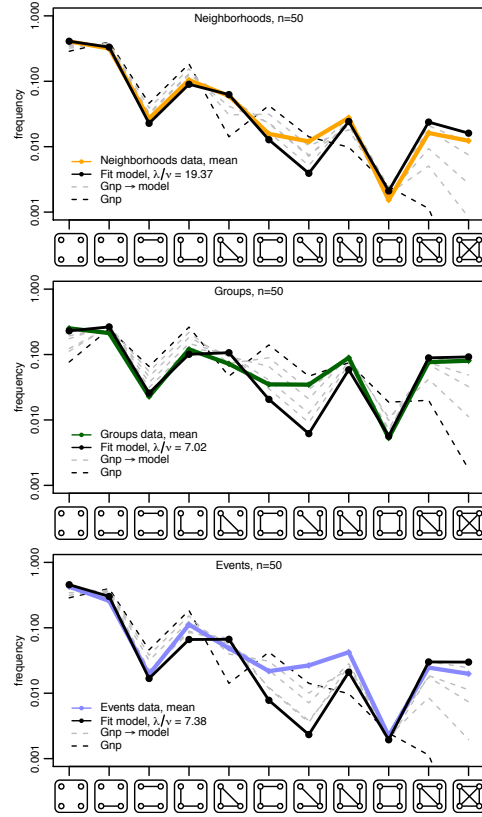 Neighborhoods, n=50
1.000
0.100
0.010
0.001
frequency
Neighborhoods data, mean
Fit model, λ/ν = 19.37
Gnp → model
Gnp
Groups, n=50
1.000
0.100
0.010
0.001
frequency
Groups data, mean
Fit model, λ/ν = 7.02
Gnp → model
Gnp
Events, n=50
1.000
0.100
0.010
0.001
frequency
Events data, mean
Fit model, λ/ν = 7.38
Gnp → model
Gnp